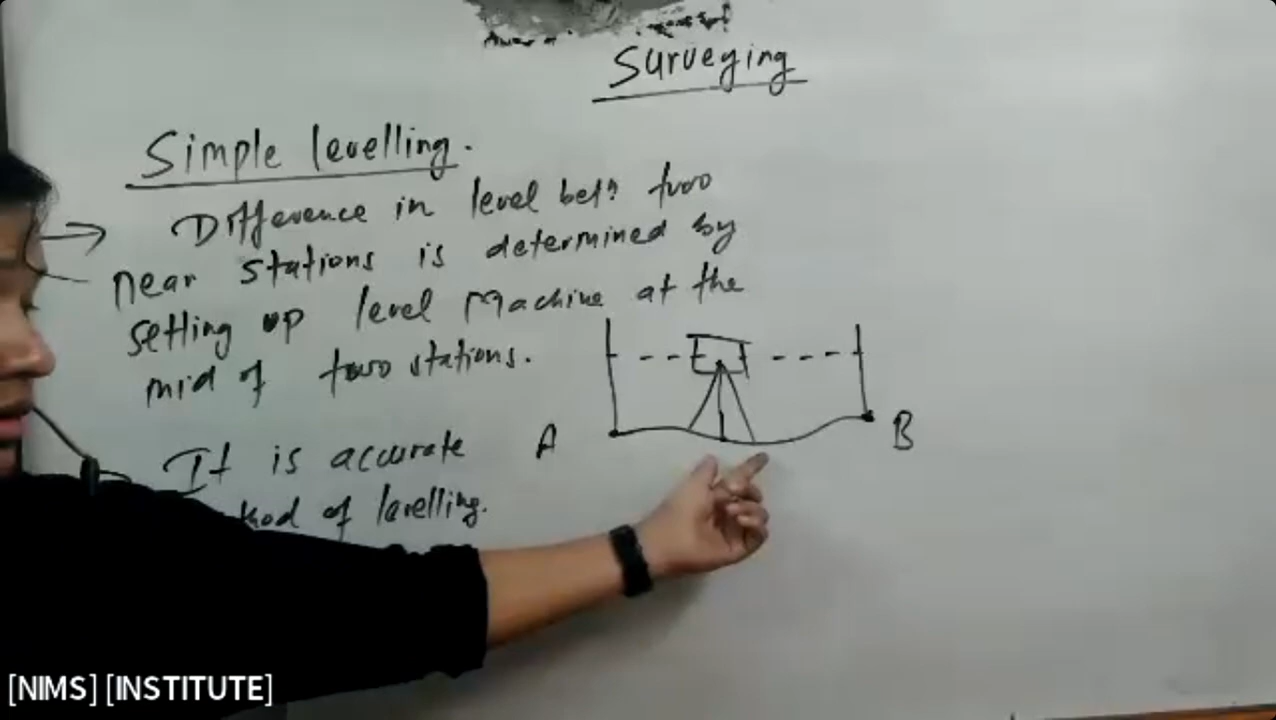 Surveying
Simple levelling.
→ Difference in level betn two
near stations is determined by
setting up level Machine at the
mid of two stations.
A
B
It is accurate
of levelling.
[NIMS] [INSTITUTE]